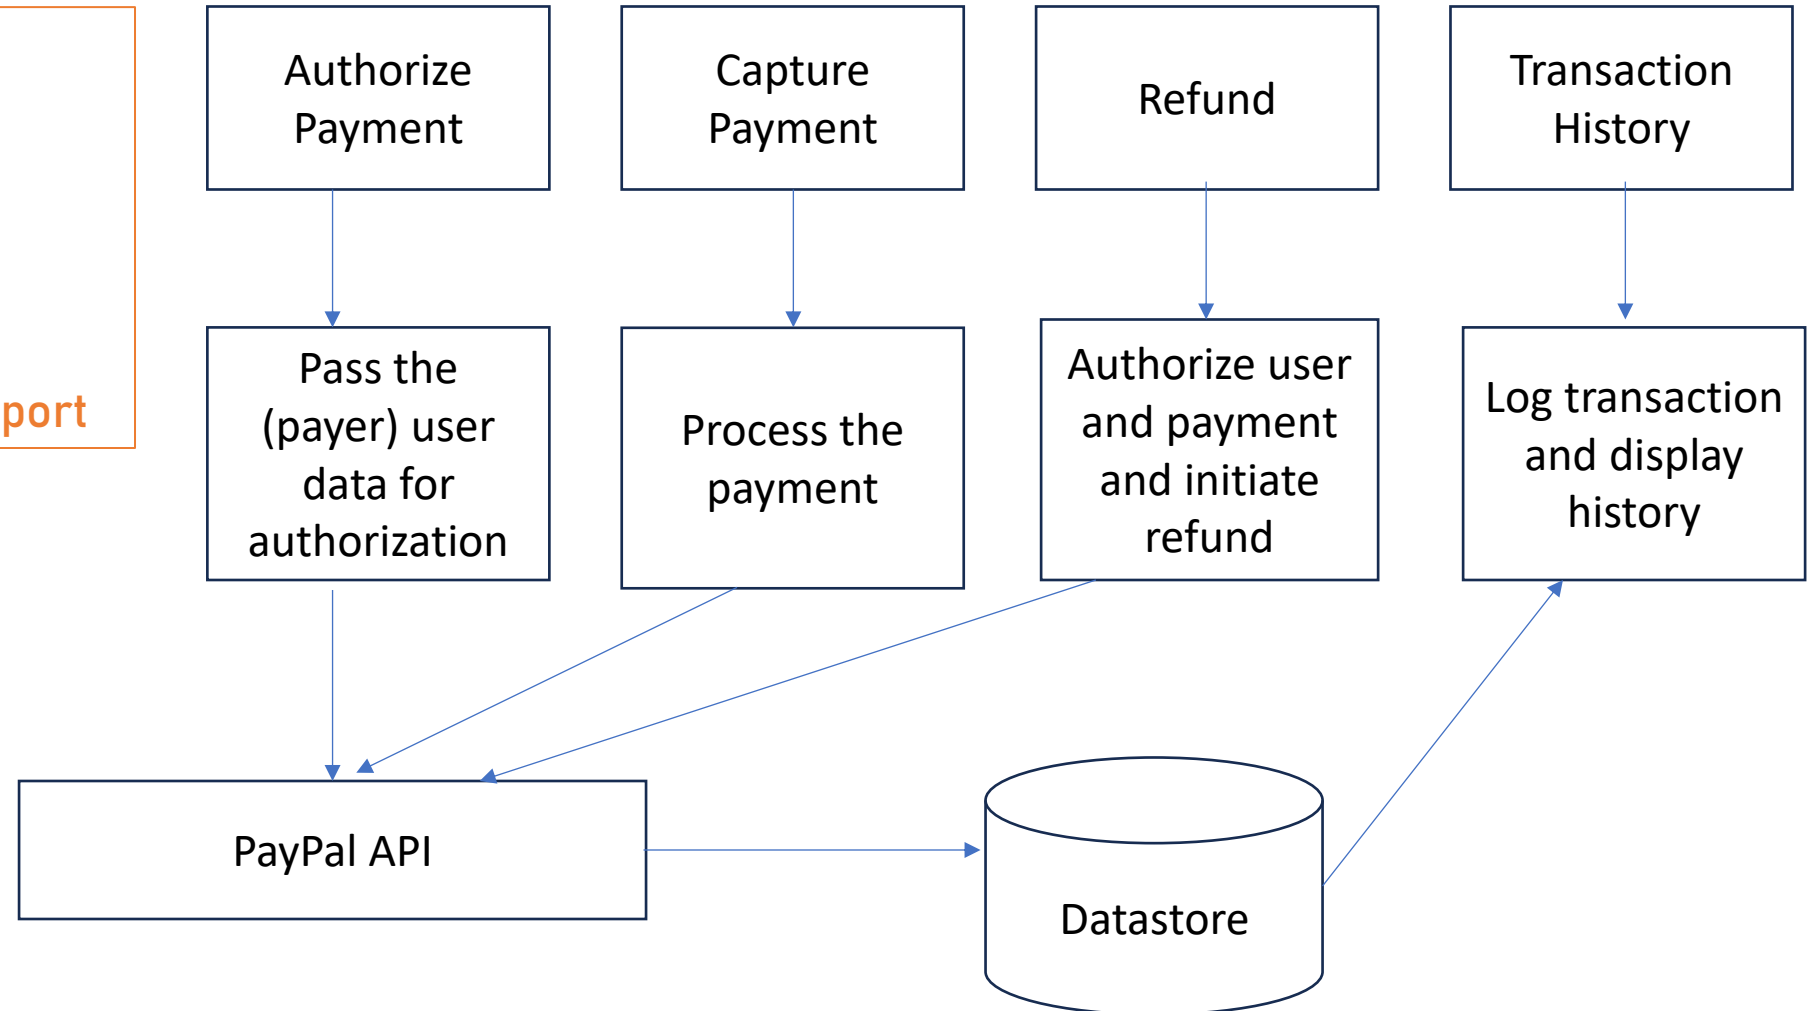 Authorize
Payment
Capture
Payment
Refund
Transaction
History
port
Pass the
(payer) user
data for
authorization
Process the
payment
Authorize user
and payment
and initiate
refund
Log transaction
and display
history
PayPal API
Datastore